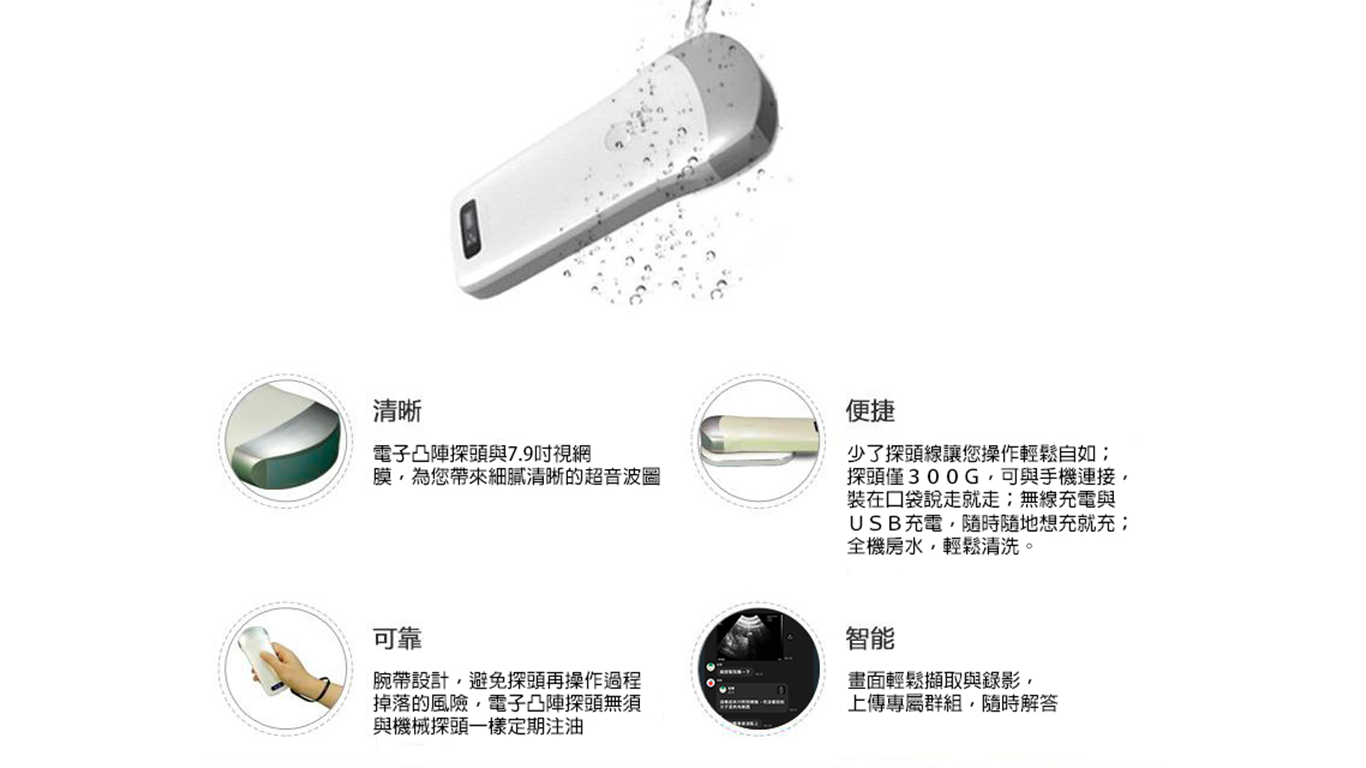 清晰
電子凸陣探頭與7.9吋視網
膜，為您帶來細膩清晰的超音波圖
便捷
少了探頭線讓您操作輕鬆自如；
探頭僅３００Ｇ，可與手機連接，
裝在口袋說走就走；無線充電與
ＵＳＢ充電，隨時隨地想充就充；
全機房水，輕鬆清洗。
可靠
腕帶設計，避免探頭再操作過程
掉落的風險，電子凸陣探頭無須
與機械探頭一樣定期注油
智能
畫面輕鬆擷取與錄影，
上傳專屬群組，隨時解答